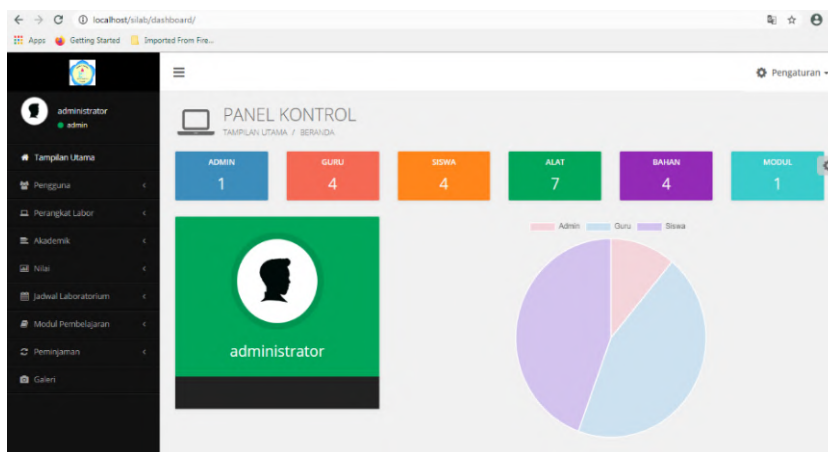 localhost/silab/dashboard/
Apps Getting Started Imported From Fire...
Pengaturan
administrator
admin
PANEL KONTROL
TAMPILAN UTAMA / BERANDA
Tampilan Utama
Pengguna
Perangkat Labor
Akademik
Nilai
Jadwal Laboratorium
Modul Pembelajaran
Peminjaman
Galeri
ADMIN GURU SISWA ALAT BAHAN MODUL
1 4 4 7 4 1
Admin Guru Siswa
administrator